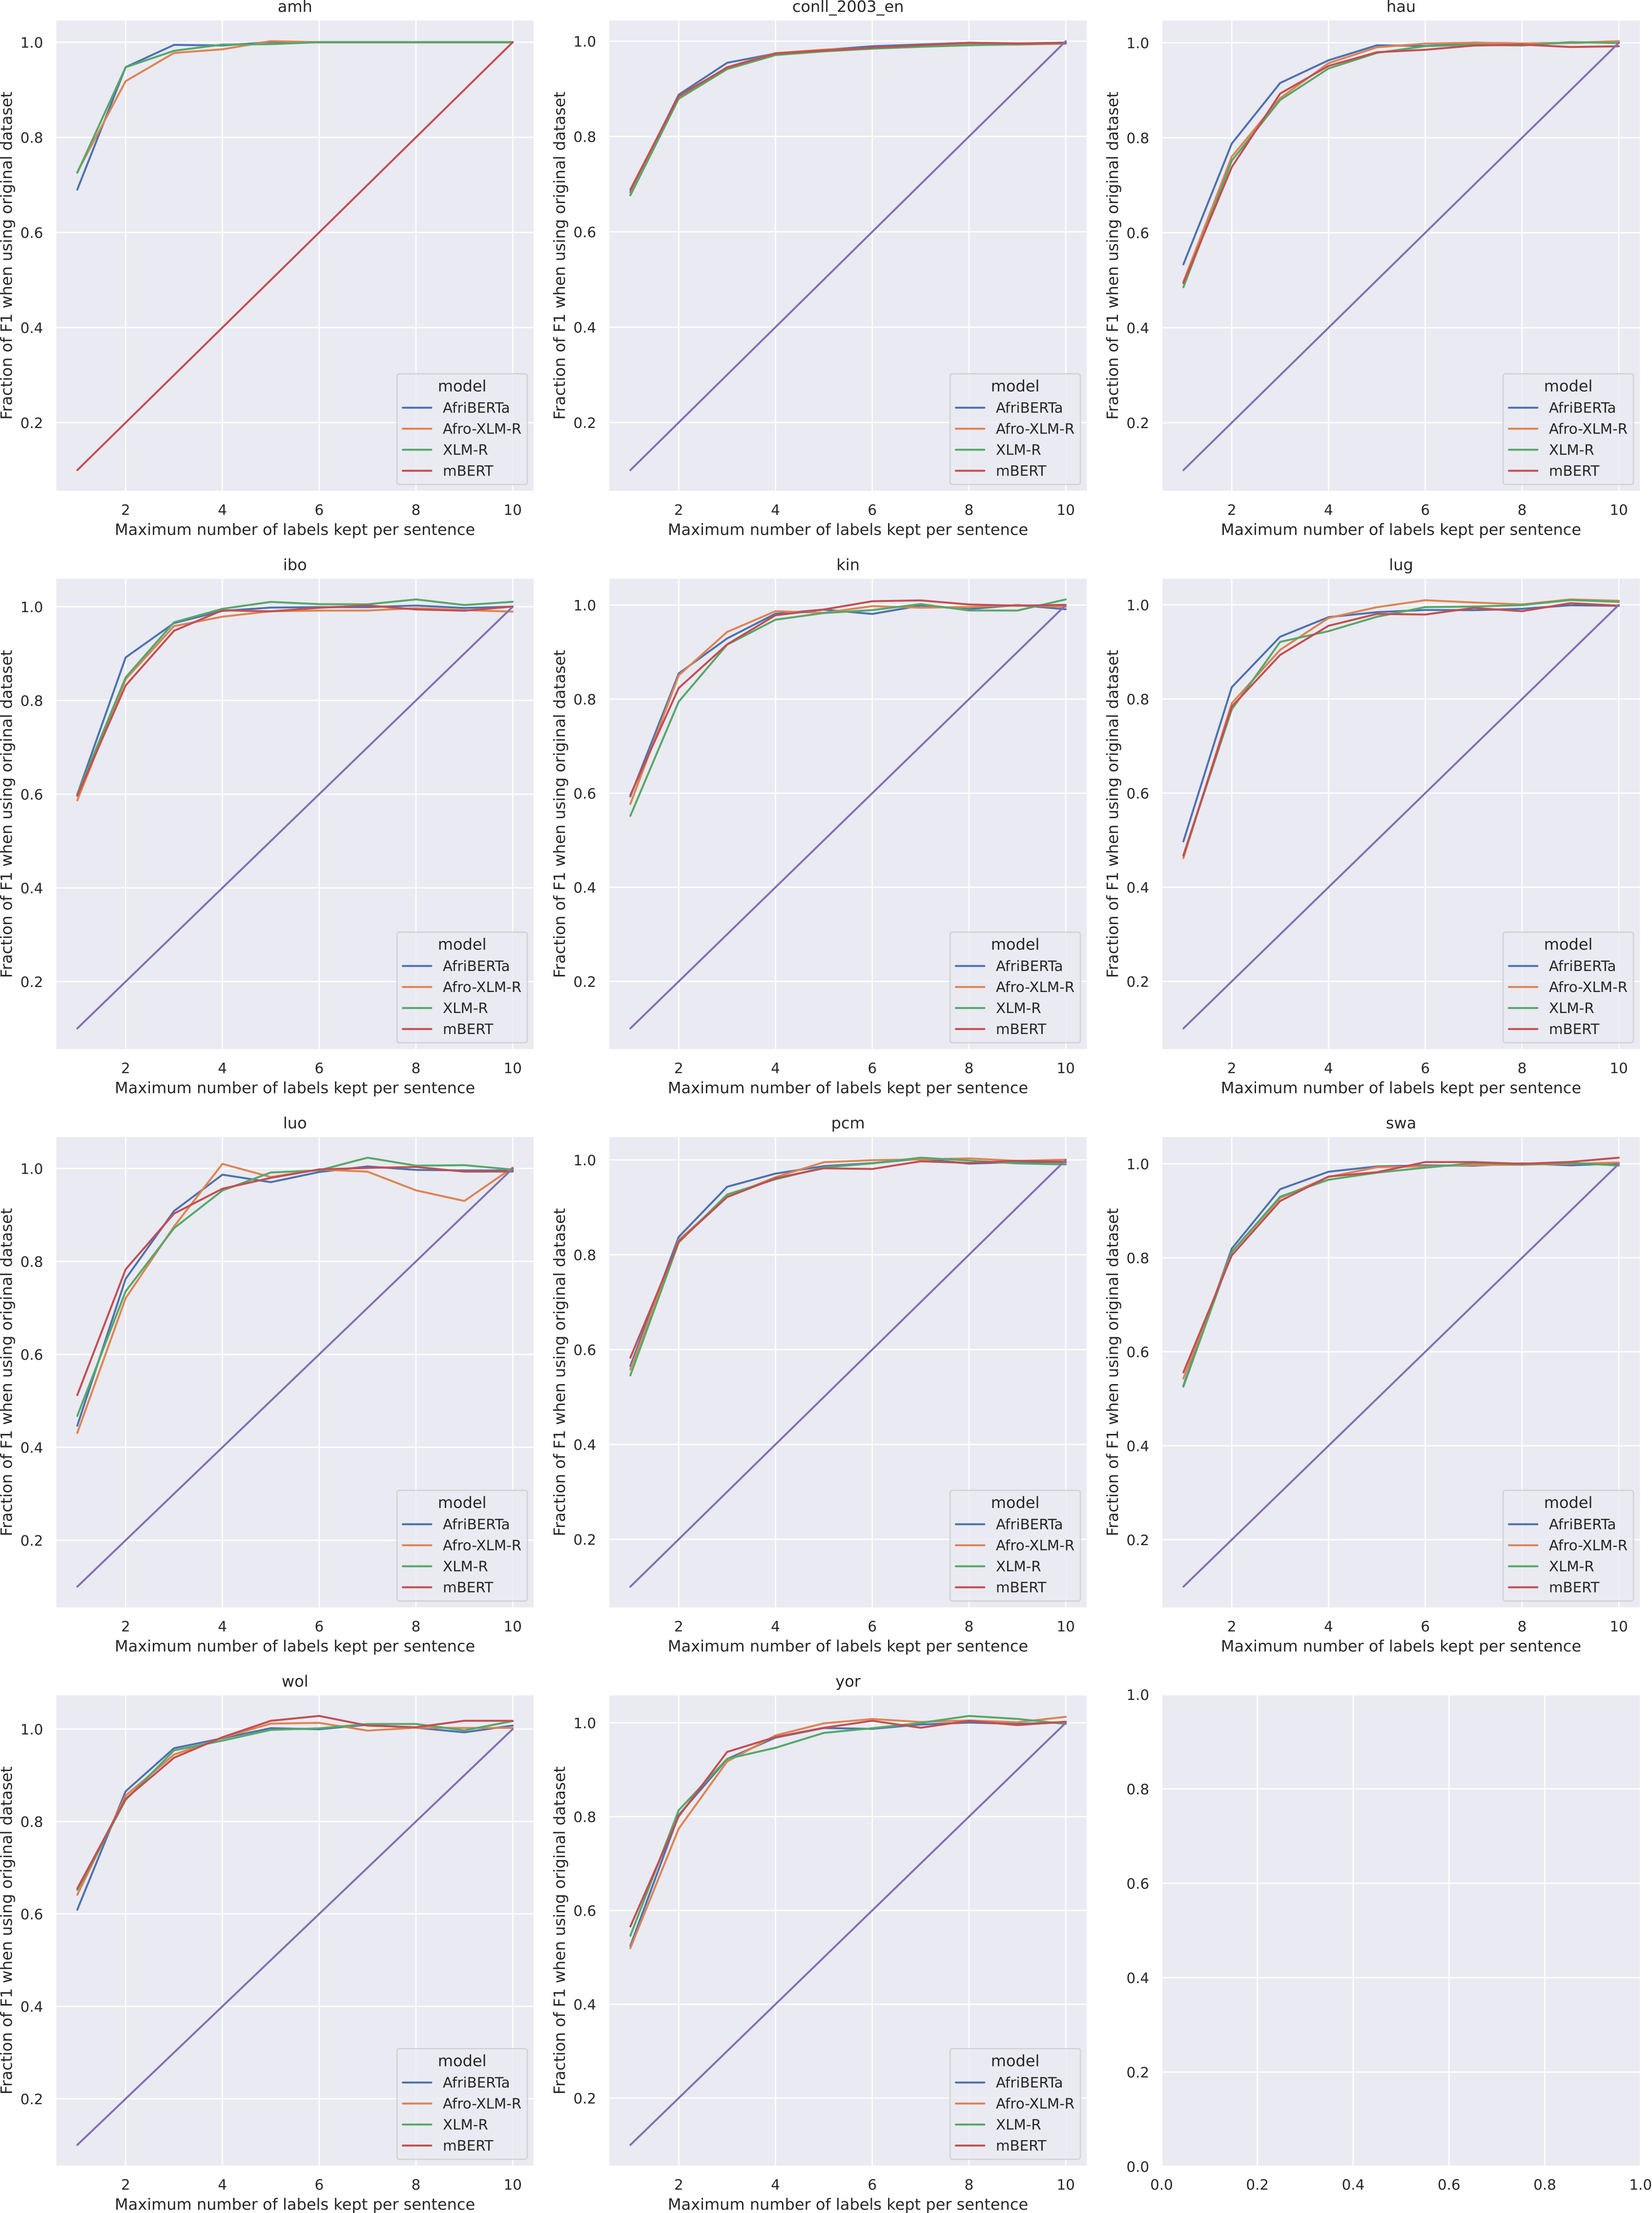 amh
Fraction of F1 when using original dataset
1.0
0.8
0.6
0.4
0.2
model
AfriBERTa
Afro-XLM-R
XLM-R
mBERT
2 4 6 8 10
Maximum number of labels kept per sentence
conll_2003_en
Fraction of F1 when using original dataset
1.0
0.8
0.6
0.4
0.2
model
AfriBERTa
Afro-XLM-R
XLM-R
mBERT
2 4 6 8 10
Maximum number of labels kept per sentence
hau
Fraction of F1 when using original dataset
1.0
0.8
0.6
0.4
0.2
model
AfriBERTa
Afro-XLM-R
XLM-R
mBERT
2 4 6 8 10
Maximum number of labels kept per sentence
ibo
Fraction of F1 when using original dataset
1.0
0.8
0.6
0.4
0.2
model
AfriBERTa
Afro-XLM-R
XLM-R
mBERT
2 4 6 8 10
Maximum number of labels kept per sentence
kin
Fraction of F1 when using original dataset
1.0
0.8
0.6
0.4
0.2
model
AfriBERTa
Afro-XLM-R
XLM-R
mBERT
2 4 6 8 10
Maximum number of labels kept per sentence
lug
Fraction of F1 when using original dataset
1.0
0.8
0.6
0.4
0.2
model
AfriBERTa
Afro-XLM-R
XLM-R
mBERT
2 4 6 8 10
Maximum number of labels kept per sentence
luo
Fraction of F1 when using original dataset
1.0
0.8
0.6
0.4
0.2
model
AfriBERTa
Afro-XLM-R
XLM-R
mBERT
2 4 6 8 10
Maximum number of labels kept per sentence
pcm
Fraction of F1 when using original dataset
1.0
0.8
0.6
0.4
0.2
model
AfriBERTa
Afro-XLM-R
XLM-R
mBERT
2 4 6 8 10
Maximum number of labels kept per sentence
swa
Fraction of F1 when using original dataset
1.0
0.8
0.6
0.4
0.2
model
AfriBERTa
Afro-XLM-R
XLM-R
mBERT
2 4 6 8 10
Maximum number of labels kept per sentence
wol
Fraction of F1 when using original dataset
1.0
0.8
0.6
0.4
0.2
model
AfriBERTa
Afro-XLM-R
XLM-R
mBERT
2 4 6 8 10
Maximum number of labels kept per sentence
yor
Fraction of F1 when using original dataset
1.0
0.8
0.6
0.4
0.2
model
AfriBERTa
Afro-XLM-R
XLM-R
mBERT
2 4 6 8 10
Maximum number of labels kept per sentence
1.0
0.8
0.6
0.4
0.2
0.0
0.0 0.2 0.4 0.6 0.8 1.0